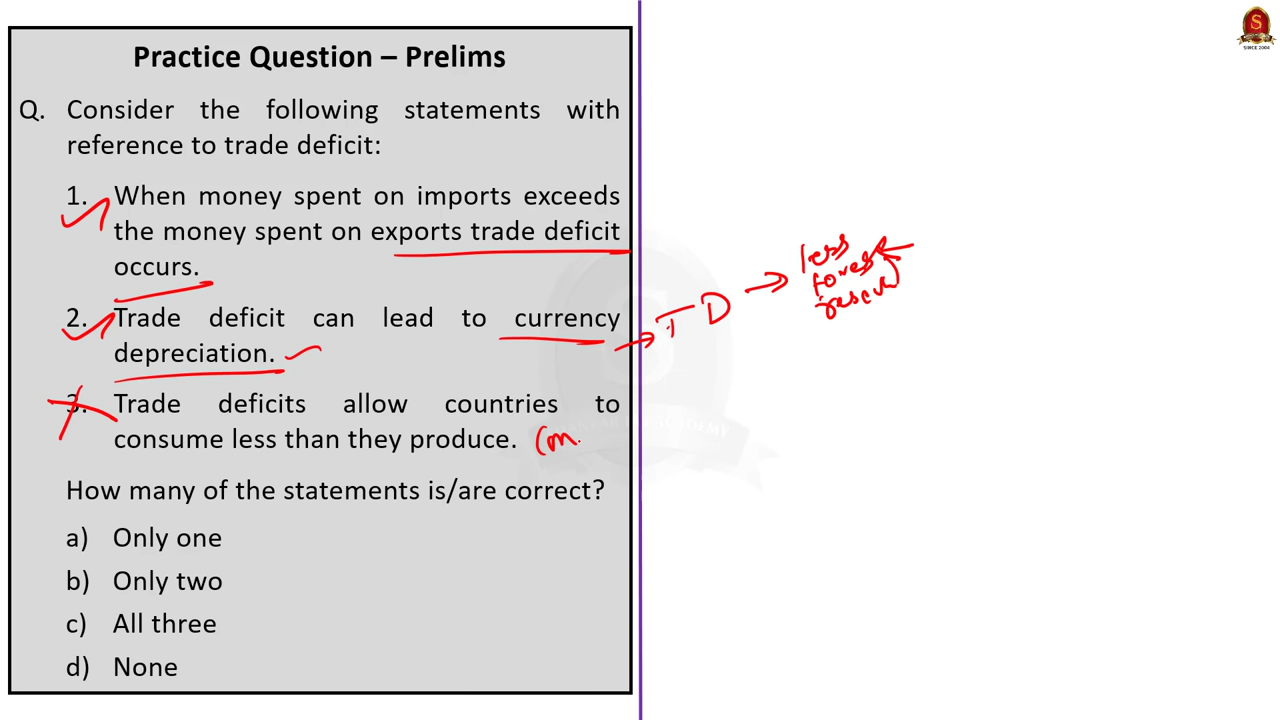 Practice Question – Prelims
Q. Consider the following statements with
reference to trade deficit:
1. When money spent on imports exceeds
the money spent on exports trade deficit
occurs.
2. Trade deficit can lead to currency
depreciation.
3. Trade deficits allow countries to
consume less than they produce. (m
How many of the statements is/are correct?
a) Only one
b) Only two
c) All three
d) None
TD
less
S
SINCE 2004